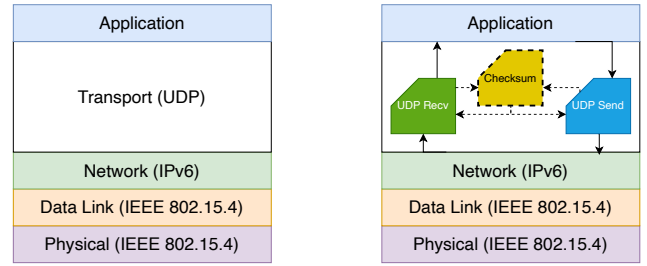 Application
Transport (UDP)
Network (IPv6)
Data Link (IEEE 802.15.4)
Physical (IEEE 802.15.4)
Application
Checksum
UDP Recv
UDP Send
Network (IPv6)
Data Link (IEEE 802.15.4)
Physical (IEEE 802.15.4)